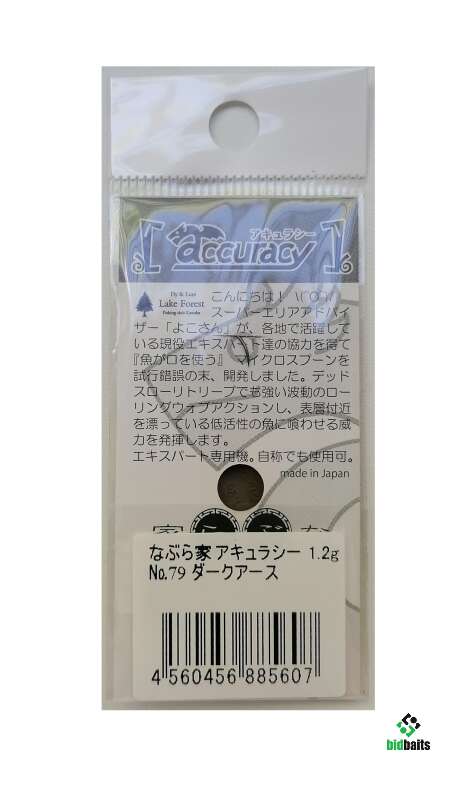 アキュラシー
accuracy
Fly & Lure
Lake Forest
Fishing club Lavoke
こんにちは！ \(^O^)/
スーパーエリアアドバイ
ザー「よこさん」が、各地で活躍して
いる現役エキスパート達の協力を得て
『魚が口を使う』 マイクロスプーンを
試行錯誤の末、開発しました。デッド
スローリトリーブでも強い波動のロー
リングウォブアクションし、表層付近
を漂っている低活性の魚に喰わせる威
力を発揮します。
エキスパート専用機。自称でも使用可。
made in Japan
なぶら家 アキュラシー 1.2g
No.79 ダークアース
4 560456 885607
bidbaits